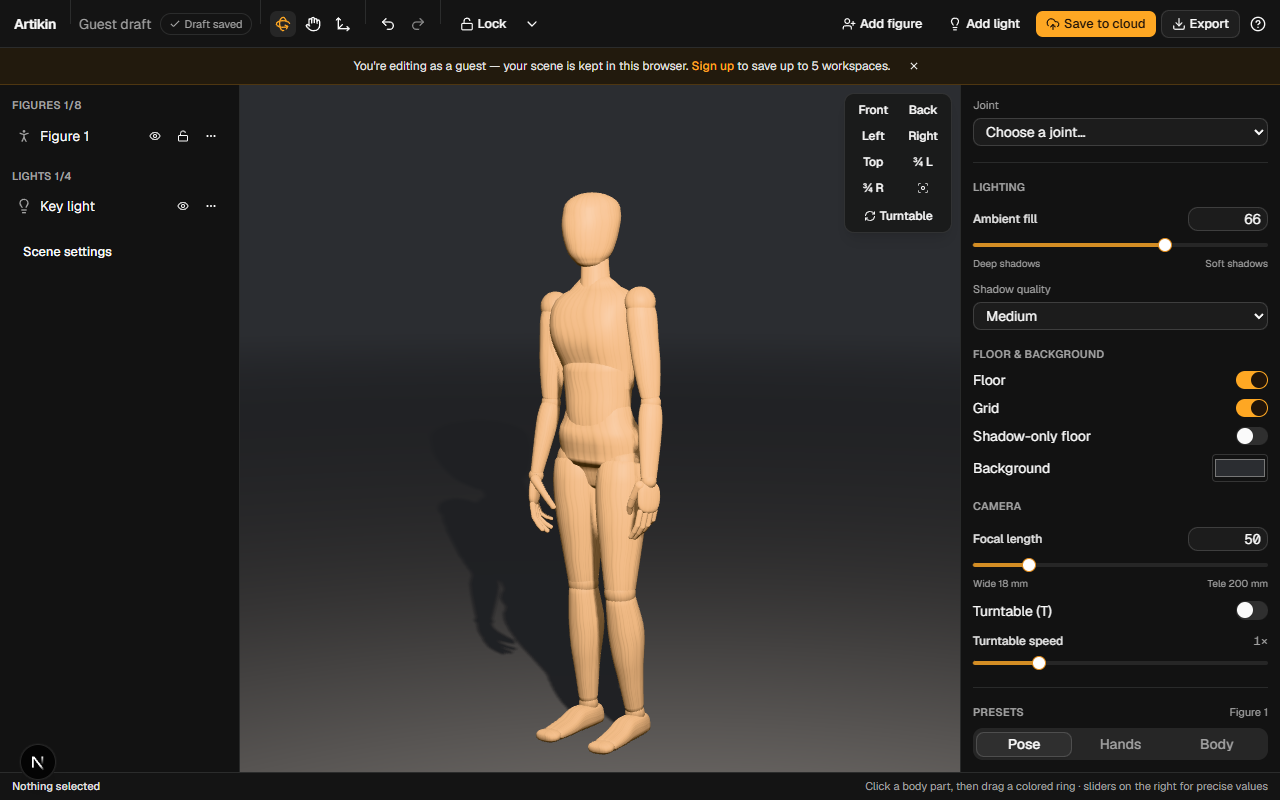 Artikin Guest draft Draft saved Lock Add figure Add light Save to cloud Export
You're editing as a guest — your scene is kept in this browser. Sign up to save up to 5 workspaces.
FIGURES 1/8
Figure 1
LIGHTS 1/4
Key light
Scene settings
Front Back
Left Right
Top ¾ L
¾ R
Turntable
Joint
Choose a joint...
LIGHTING
Ambient fill 66
Deep shadows Soft shadows
Shadow quality
Medium
FLOOR & BACKGROUND
Floor
Grid
Shadow-only floor
Background
CAMERA
Focal length 50
Wide 18 mm Tele 200 mm
Turntable (T)
Turntable speed 1×
PRESETS Figure 1
Pose Hands Body
N
Nothing selected Click a body part, then drag a colored ring · sliders on the right for precise values